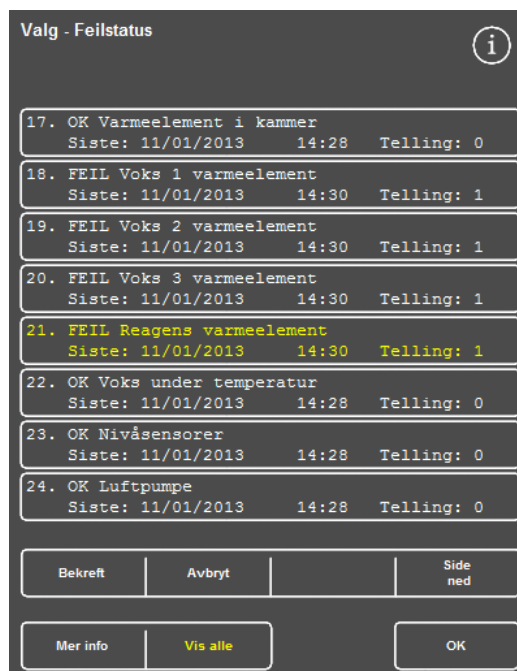 Valg - Feilstatus
i
17. OK Varmeelement i kammer
Siste: 11/01/2013 14:28 Telling: 0
18. FEIL Voks 1 varmeelement
Siste: 11/01/2013 14:30 Telling: 1
19. FEIL Voks 2 varmeelement
Siste: 11/01/2013 14:30 Telling: 1
20. FEIL Voks 3 varmeelement
Siste: 11/01/2013 14:30 Telling: 1
21. FEIL Reagens varmeelement
Siste: 11/01/2013 14:30 Telling: 1
22. OK Voks under temperatur
Siste: 11/01/2013 14:28 Telling: 0
23. OK Nivåsensorer
Siste: 11/01/2013 14:28 Telling: 0
24. OK Luftpumpe
Siste: 11/01/2013 14:28 Telling: 0
Bekreft Avbryt Side
ned
Mer info Vis alle OK